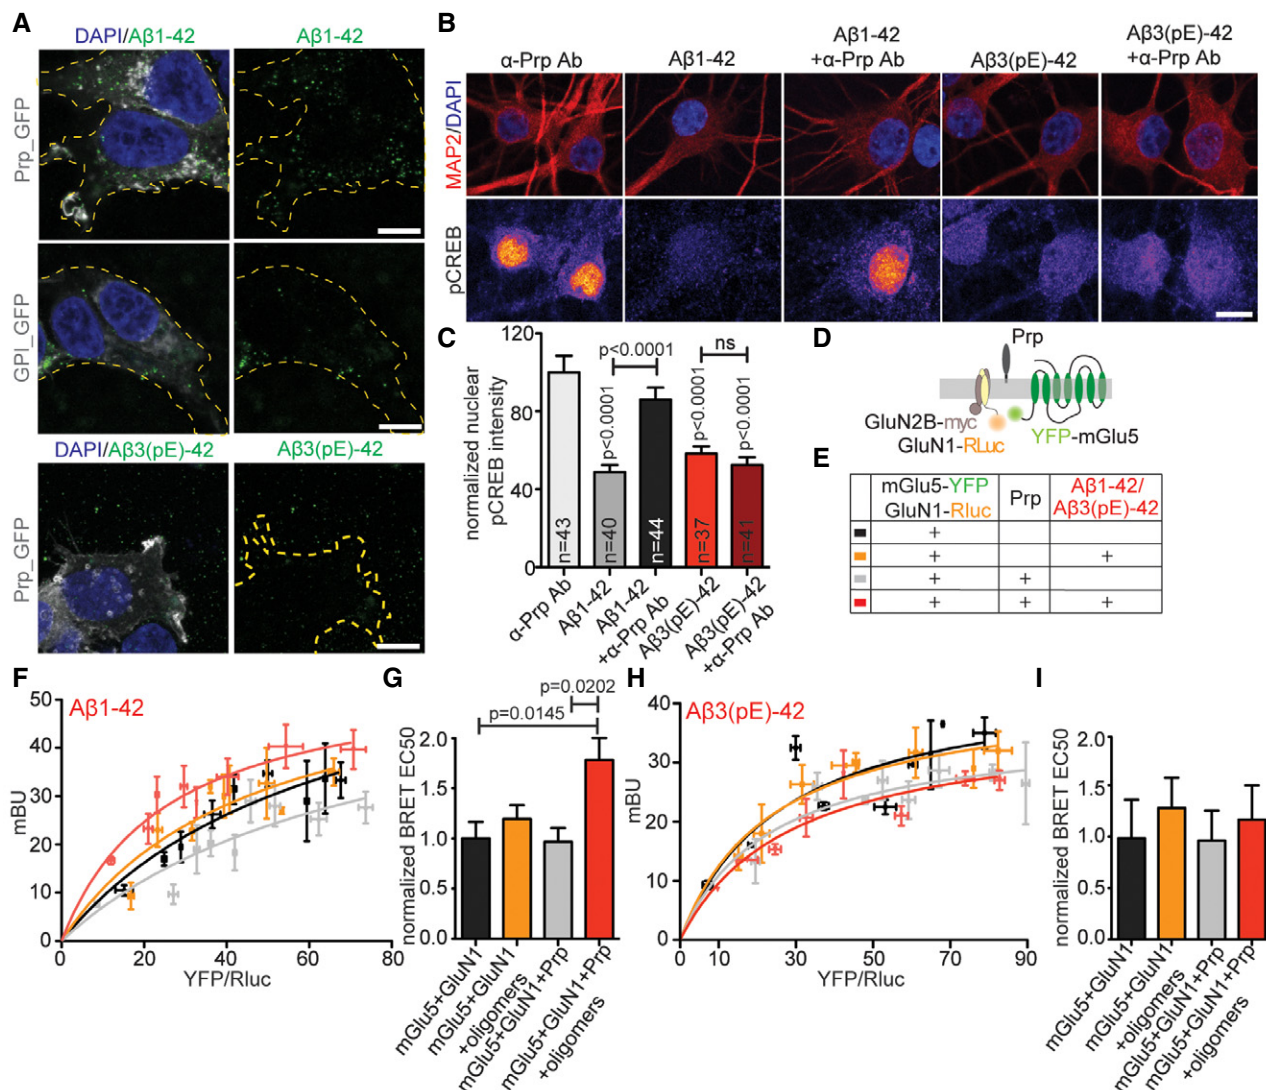 A
DAPI/Aβ1-42
Aβ1-42
Prp_GFP
GPI_GFP
DAPI/Aβ3(pE)-42
Aβ3(pE)-42
Prp_GFP
B
α-Prp Ab
Aβ1-42
Aβ1-42
+α-Prp Ab
Aβ3(pE)-42
Aβ3(pE)-42
+α-Prp Ab
MAP2/DAPI
pCREB
C
normalized nuclear
pCREB intensity
120
80
40
0
p<0.0001
p<0.0001
ns
p<0.0001
p<0.0001
n=43
n=40
n=44
n=37
n=41
α-Prp Ab
Aβ1-42
Aβ1-42
+α-Prp Ab
Aβ3(pE)-42
Aβ3(pE)-42
+α-Prp Ab
D
Prp
GluN2B-myc
GluN1-RLuc
YFP-mGlu5
E
mGlu5-YFP
GluN1-Rluc
Prp
Aβ1-42/
Aβ3(pE)-42
+
+ +
+ +
+ + +
F
Aβ1-42
mBU
50
40
30
20
10
0
0 20 40 60 80
YFP/Rluc
G
p=0.0202
p=0.0145
normalized BRET EC50
2.0
1.5
1.0
0.5
0.0
mGlu5+GluN1
mGlu5+GluN1
+oligomers
mGlu5+GluN1+Prp
mGlu5+GluN1+Prp
+oligomers
H
Aβ3(pE)-42
mBU
40
30
20
10
0
0 10 30 50 70 90
YFP/Rluc
I
normalized BRET EC50
2.0
1.5
1.0
0.5
0.0
mGlu5+GluN1
mGlu5+GluN1
+oligomers
mGlu5+GluN1+Prp
mGlu5+GluN1+Prp
+oligomers